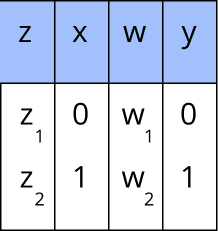 z x w y
z₁ 0 w₁ 0
z₂ 1 w₂ 1